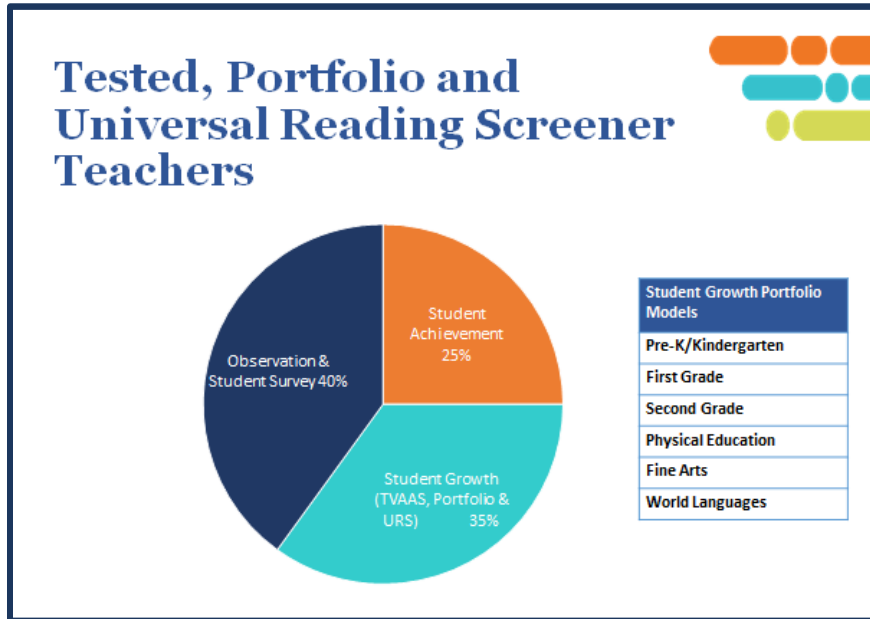 Tested, Portfolio and
Universal Reading Screener
Teachers
Student
Achievement
25%
Observation &
Student Survey 40%
Student Growth
(TVAAS, Portfolio &
URS) 35%
Student Growth Portfolio
Models
Pre-K/Kindergarten
First Grade
Second Grade
Physical Education
Fine Arts
World Languages